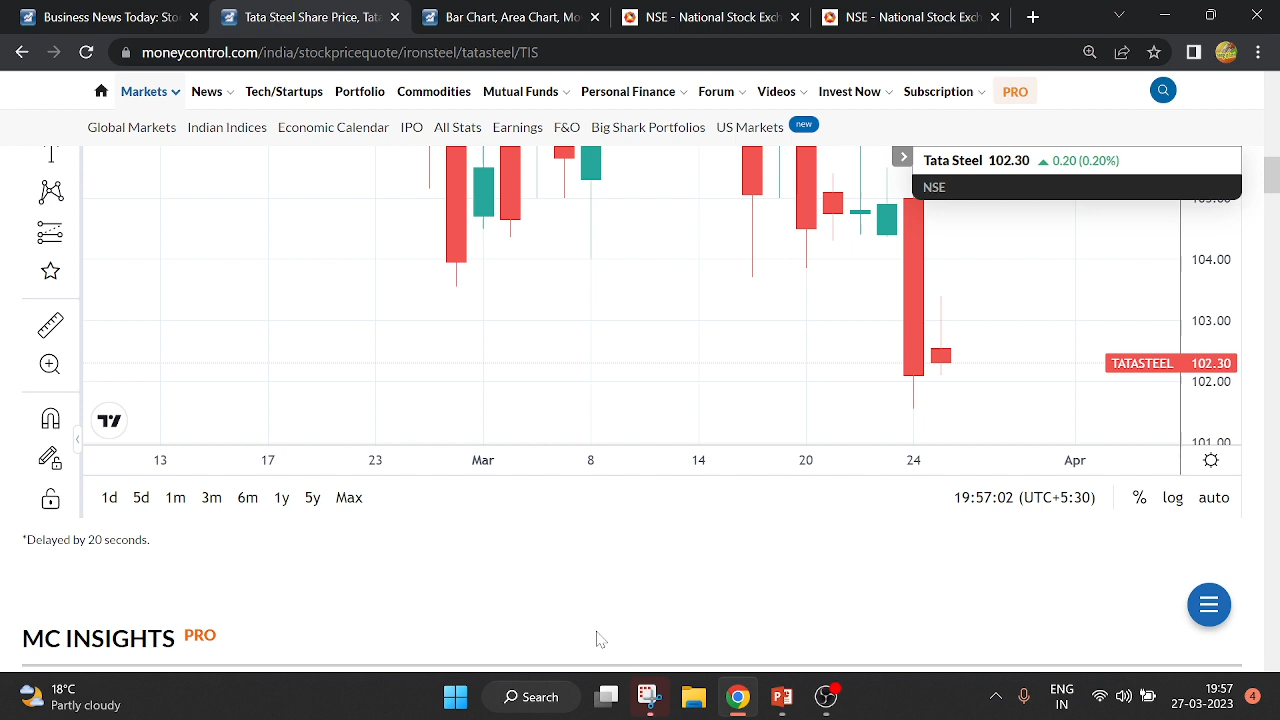 Business News Today: Sto
Tata Steel Share Price, Tata
Bar Chart, Area Chart, Mo
NSE - National Stock Exch
NSE - National Stock Exch
moneycontrol.com/india/stockpricequote/ironsteel/tatasteel/TIS
Markets News Tech/Startups Portfolio Commodities Mutual Funds Personal Finance Forum Videos Invest Now Subscription PRO
Global Markets Indian Indices Economic Calendar IPO All Stats Earnings F&O Big Shark Portfolios US Markets new
Tata Steel 102.30 0.20 (0.20%)
NSE
104.00
103.00
TATASTEEL 102.30
102.00
101.00
13 17 23 Mar 8 14 20 24 Apr
1d 5d 1m 3m 6m 1y 5y Max 19:57:02 (UTC+5:30) % log auto
*Delayed by 20 seconds.
MC INSIGHTS PRO
18°C
Partly cloudy
Search
ENG
IN
19:57
27-03-2023
4